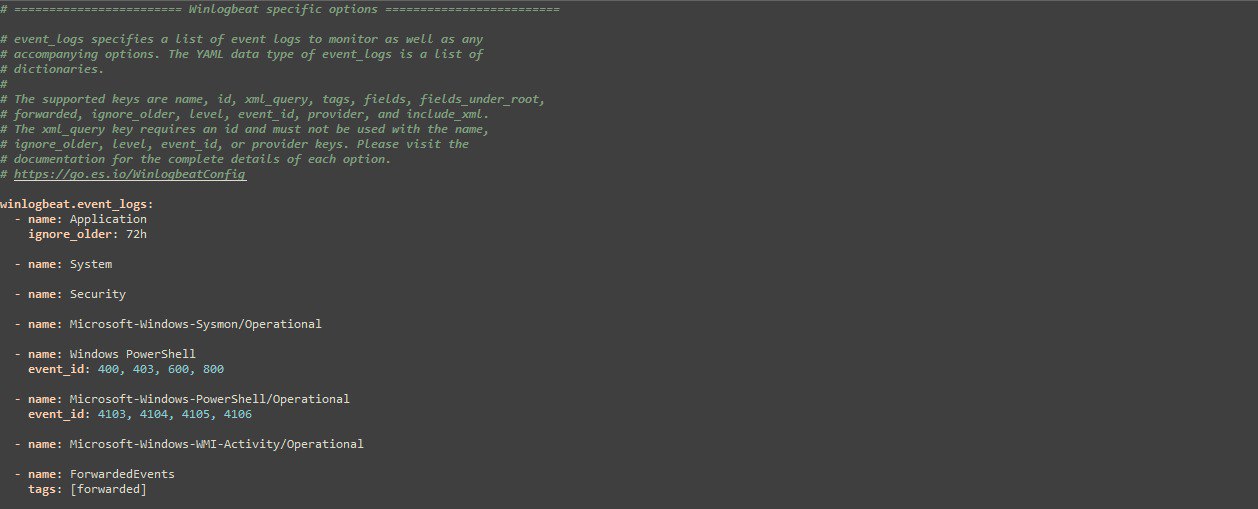 # ======================== Winlogbeat specific options =========================
# event_logs specifies a list of event logs to monitor as well as any
# accompanying options. The YAML data type of event_logs is a list of
# dictionaries.
#
# The supported keys are name, id, xml_query, tags, fields, fields_under_root,
# forwarded, ignore_older, level, event_id, provider, and include_xml.
# The xml_query key requires an id and must not be used with the name,
# ignore_older, level, event_id, or provider keys. Please visit the
# documentation for the complete details of each option.
# https://go.es.io/WinlogbeatConfig
winlogbeat.event_logs:
  - name: Application
    ignore_older: 72h
  - name: System
  - name: Security
  - name: Microsoft-Windows-Sysmon/Operational
  - name: Windows PowerShell
    event_id: 400, 403, 600, 800
  - name: Microsoft-Windows-PowerShell/Operational
    event_id: 4103, 4104, 4105, 4106
  - name: Microsoft-Windows-WMI-Activity/Operational
  - name: ForwardedEvents
    tags: [forwarded]